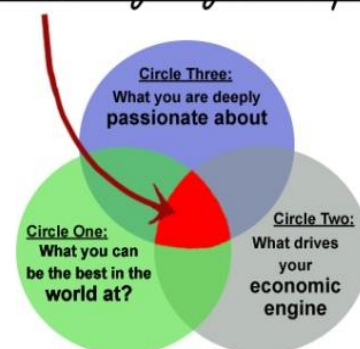 Circle Three:
What you are deeply
passionate about
Circle One:
What you can
be the best in the
world at?
Circle Two:
What drives
your
economic
engine